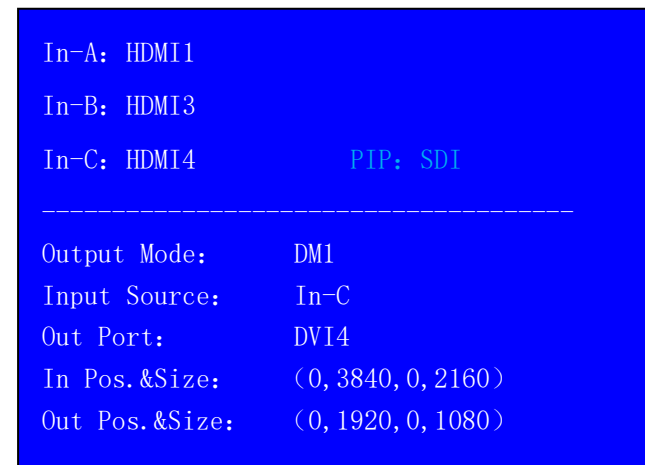 In-A：HDMI1
In-B：HDMI3
In-C：HDMI4 PIP：SDI
--------------------------------------
Output Mode： DM1
Input Source： In-C
Out Port： DVI4
In Pos.&Size： （0,3840,0,2160）
Out Pos.&Size： （0,1920,0,1080）